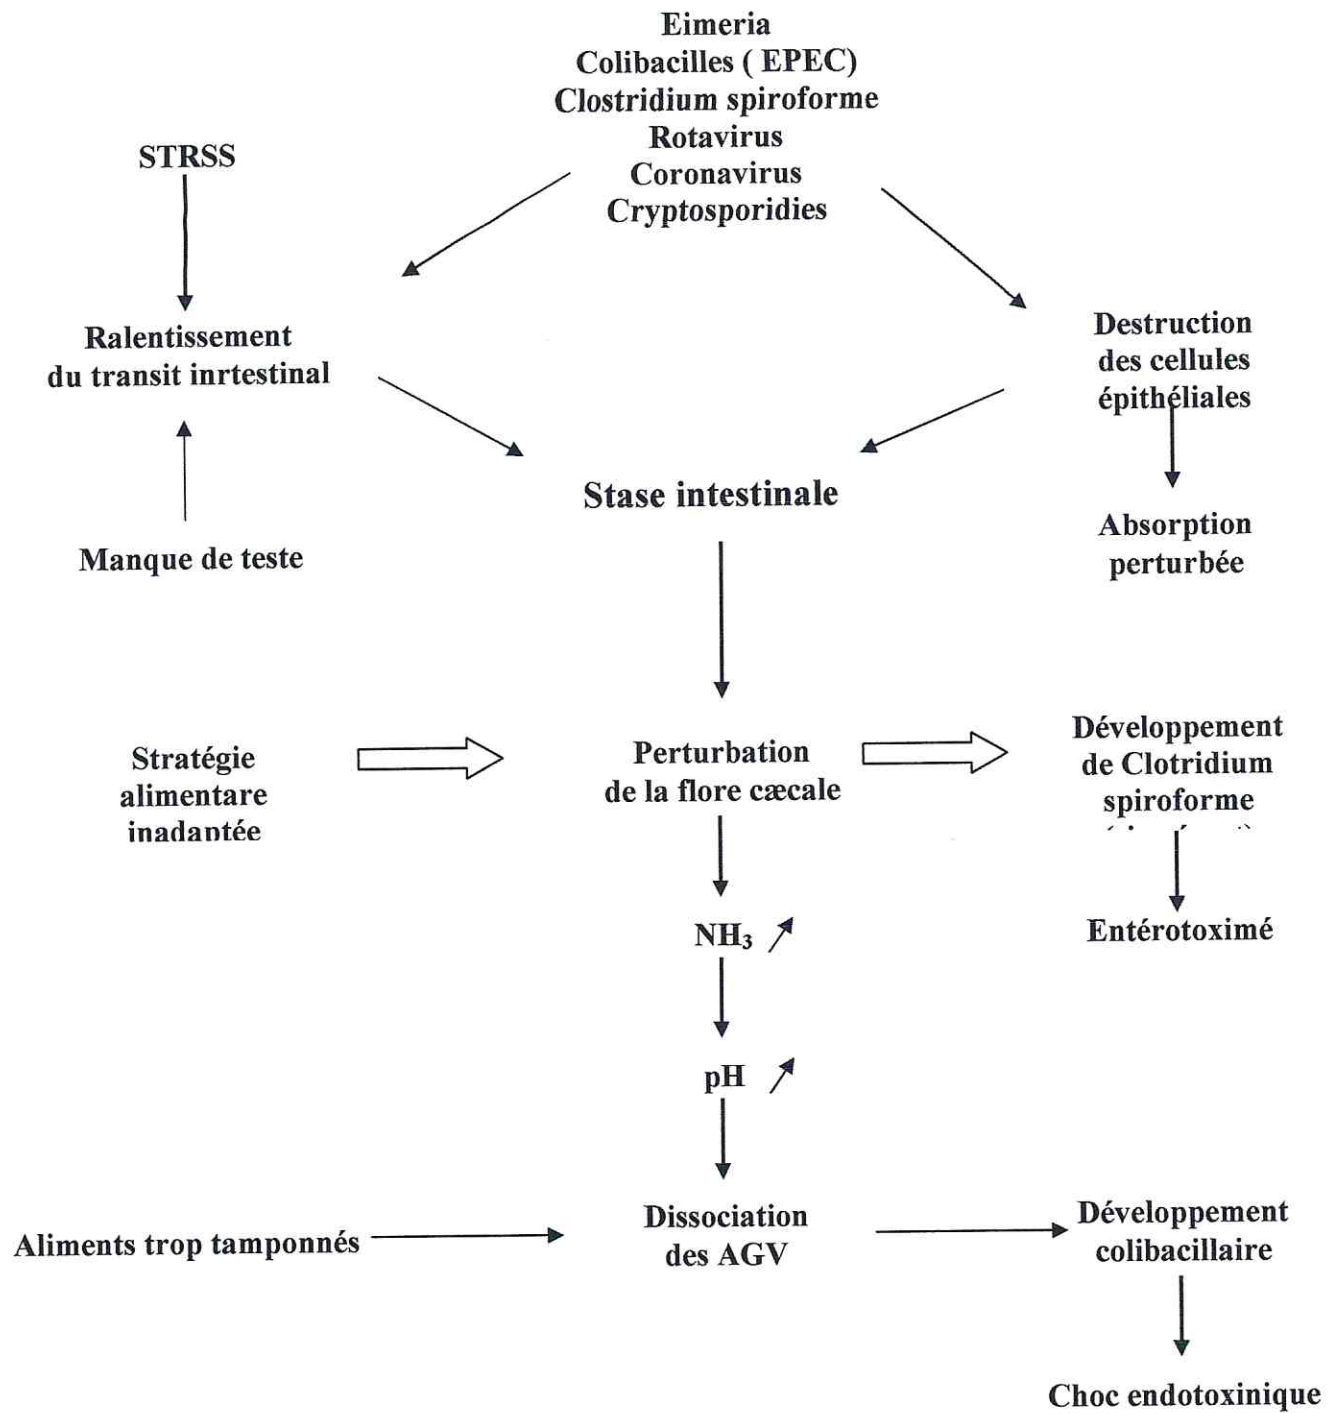 Eimeria
Colibacilles ( EPEC)
Clostridium spiroforme
Rotavirus
Coronavirus
Cryptosporidies
STRSS
Ralentissement
du transit inrtestinal
Destruction
des cellules
épithéliales
Stase intestinale
Manque de teste
Absorption
perturbée
Stratégie
alimentare
inadantée
Perturbation
de la flore cæcale
Développement
de Clotridium
spiroforme
NH₃
Entérotoximé
pH
Aliments trop tamponnés
Dissociation
des AGV
Développement
colibacillaire
Choc endotoxinique